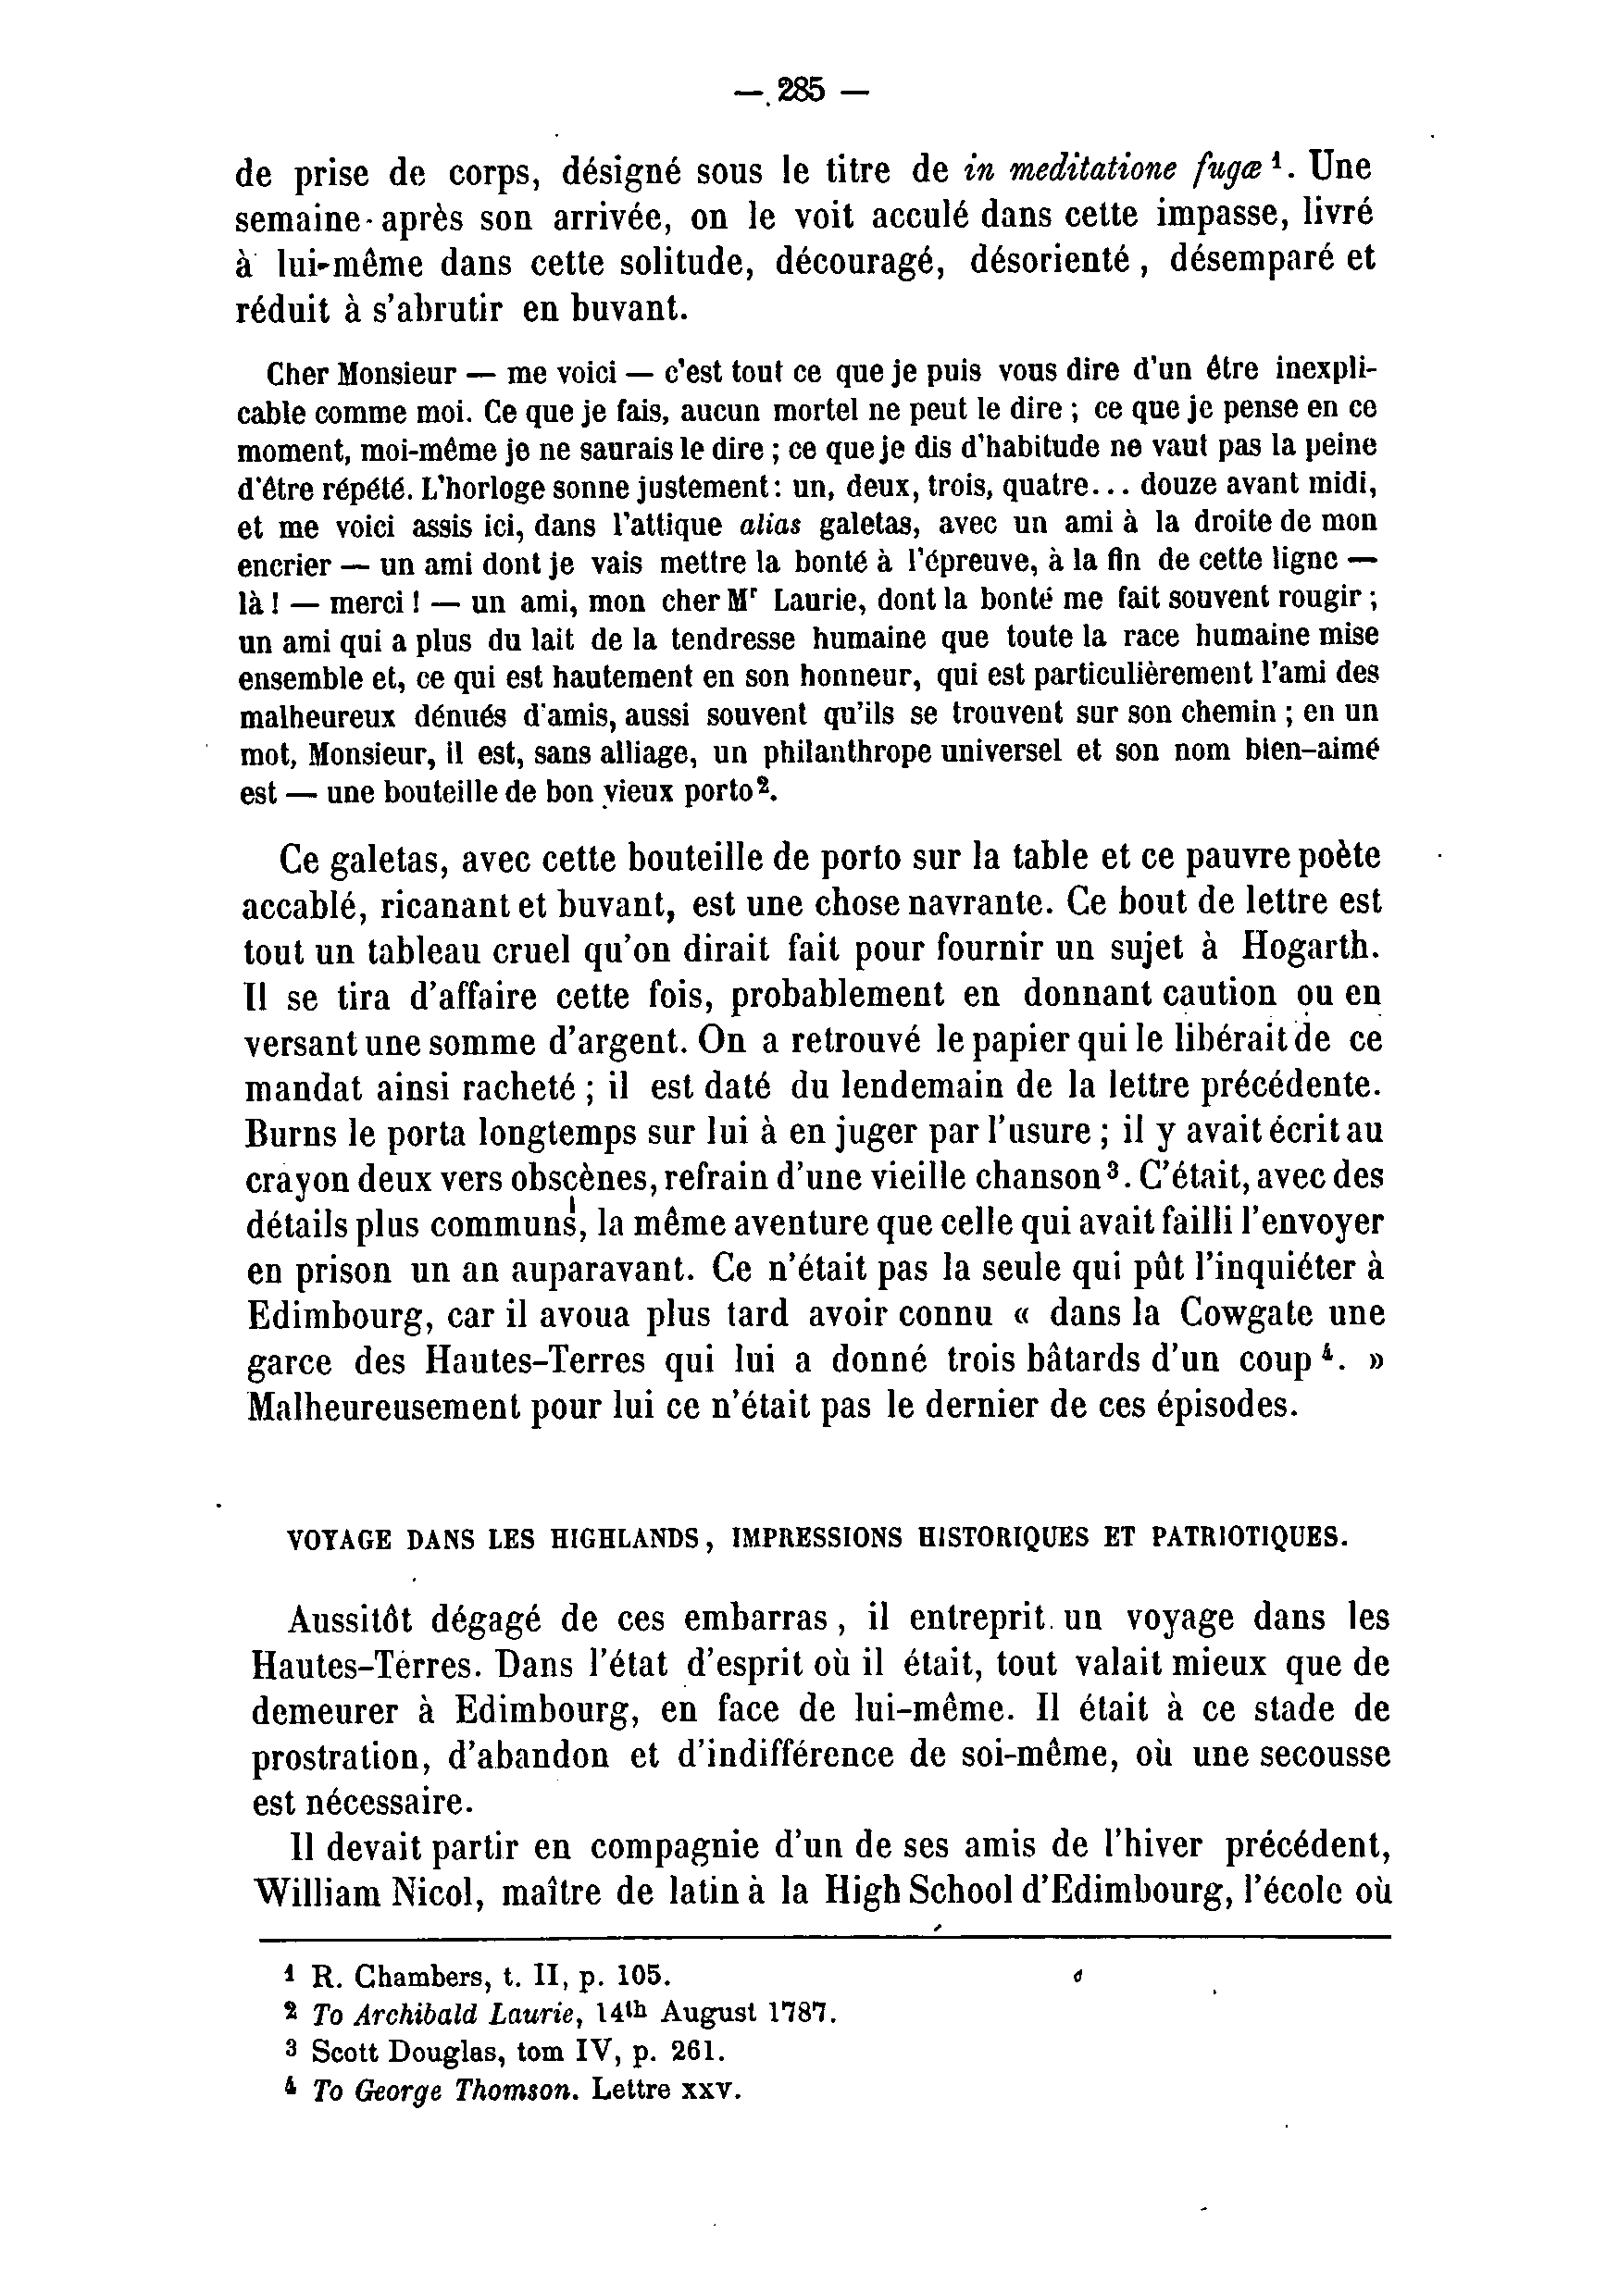 — 285 —
de prise de corps, désigné sous le titre de in meditatione fugæ ¹. Une
semaine après son arrivée, on le voit acculé dans cette impasse, livré
à lui-même dans cette solitude, découragé, désorienté, désemparé et
réduit à s'abrutir en buvant.
Cher Monsieur — me voici — c'est tout ce que je puis vous dire d'un être inexpli-
cable comme moi. Ce que je fais, aucun mortel ne peut le dire ; ce que je pense en ce
moment, moi-même je ne saurais le dire ; ce que je dis d'habitude ne vaut pas la peine
d'être répété. L'horloge sonne justement : un, deux, trois, quatre... douze avant midi,
et me voici assis ici, dans l'attique alias galetas, avec un ami à la droite de mon
encrier — un ami dont je vais mettre la bonté à l'épreuve, à la fin de cette ligne —
là ! — merci ! — un ami, mon cher Mʳ Laurie, dont la bonté me fait souvent rougir ;
un ami qui a plus du lait de la tendresse humaine que toute la race humaine mise
ensemble et, ce qui est hautement en son honneur, qui est particulièrement l'ami des
malheureux dénués d'amis, aussi souvent qu'ils se trouvent sur son chemin ; en un
mot, Monsieur, il est, sans alliage, un philanthrope universel et son nom bien-aimé
est — une bouteille de bon vieux porto².
Ce galetas, avec cette bouteille de porto sur la table et ce pauvre poète
accablé, ricanant et buvant, est une chose navrante. Ce bout de lettre est
tout un tableau cruel qu'on dirait fait pour fournir un sujet à Hogarth.
Il se tira d'affaire cette fois, probablement en donnant caution ou en
versant une somme d'argent. On a retrouvé le papier qui le libérait de ce
mandat ainsi racheté ; il est daté du lendemain de la lettre précédente.
Burns le porta longtemps sur lui à en juger par l'usure ; il y avait écrit au
crayon deux vers obscènes, refrain d'une vieille chanson ³. C'était, avec des
détails plus communs, la même aventure que celle qui avait failli l'envoyer
en prison un an auparavant. Ce n'était pas la seule qui pût l'inquiéter à
Edimbourg, car il avoua plus tard avoir connu « dans la Cowgate une
garce des Hautes-Terres qui lui a donné trois bâtards d'un coup ⁴. »
Malheureusement pour lui ce n'était pas le dernier de ces épisodes.
VOYAGE DANS LES HIGHLANDS, IMPRESSIONS HISTORIQUES ET PATRIOTIQUES.
Aussitôt dégagé de ces embarras, il entreprit un voyage dans les
Hautes-Terres. Dans l'état d'esprit où il était, tout valait mieux que de
demeurer à Edimbourg, en face de lui-même. Il était à ce stade de
prostration, d'abandon et d'indifférence de soi-même, où une secousse
est nécessaire.
Il devait partir en compagnie d'un de ses amis de l'hiver précédent,
William Nicol, maître de latin à la High School d'Edimbourg, l'école où
¹ R. Chambers, t. II, p. 105.
² To Archibald Laurie, 14th August 1787.
³ Scott Douglas, tom IV, p. 261.
⁴ To George Thomson. Lettre XXV.